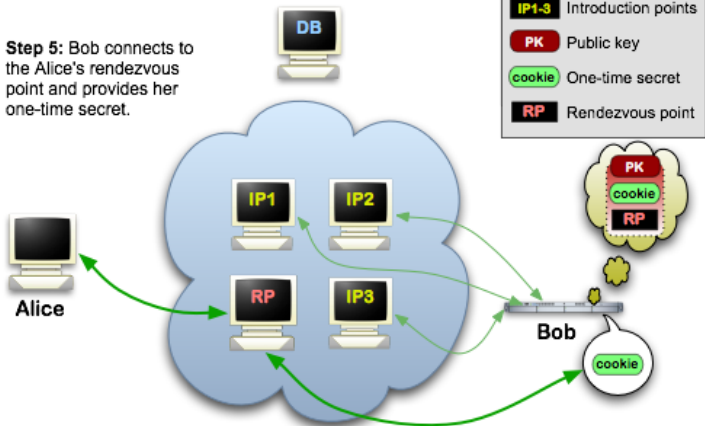 IP1-3 Introduction points
PK Public key
cookie One-time secret
RP Rendezvous point
Step 5: Bob connects to
the Alice's rendezvous
point and provides her
one-time secret.
DB
PK
cookie
RP
IP1 IP2
RP IP3
Alice
Bob
cookie